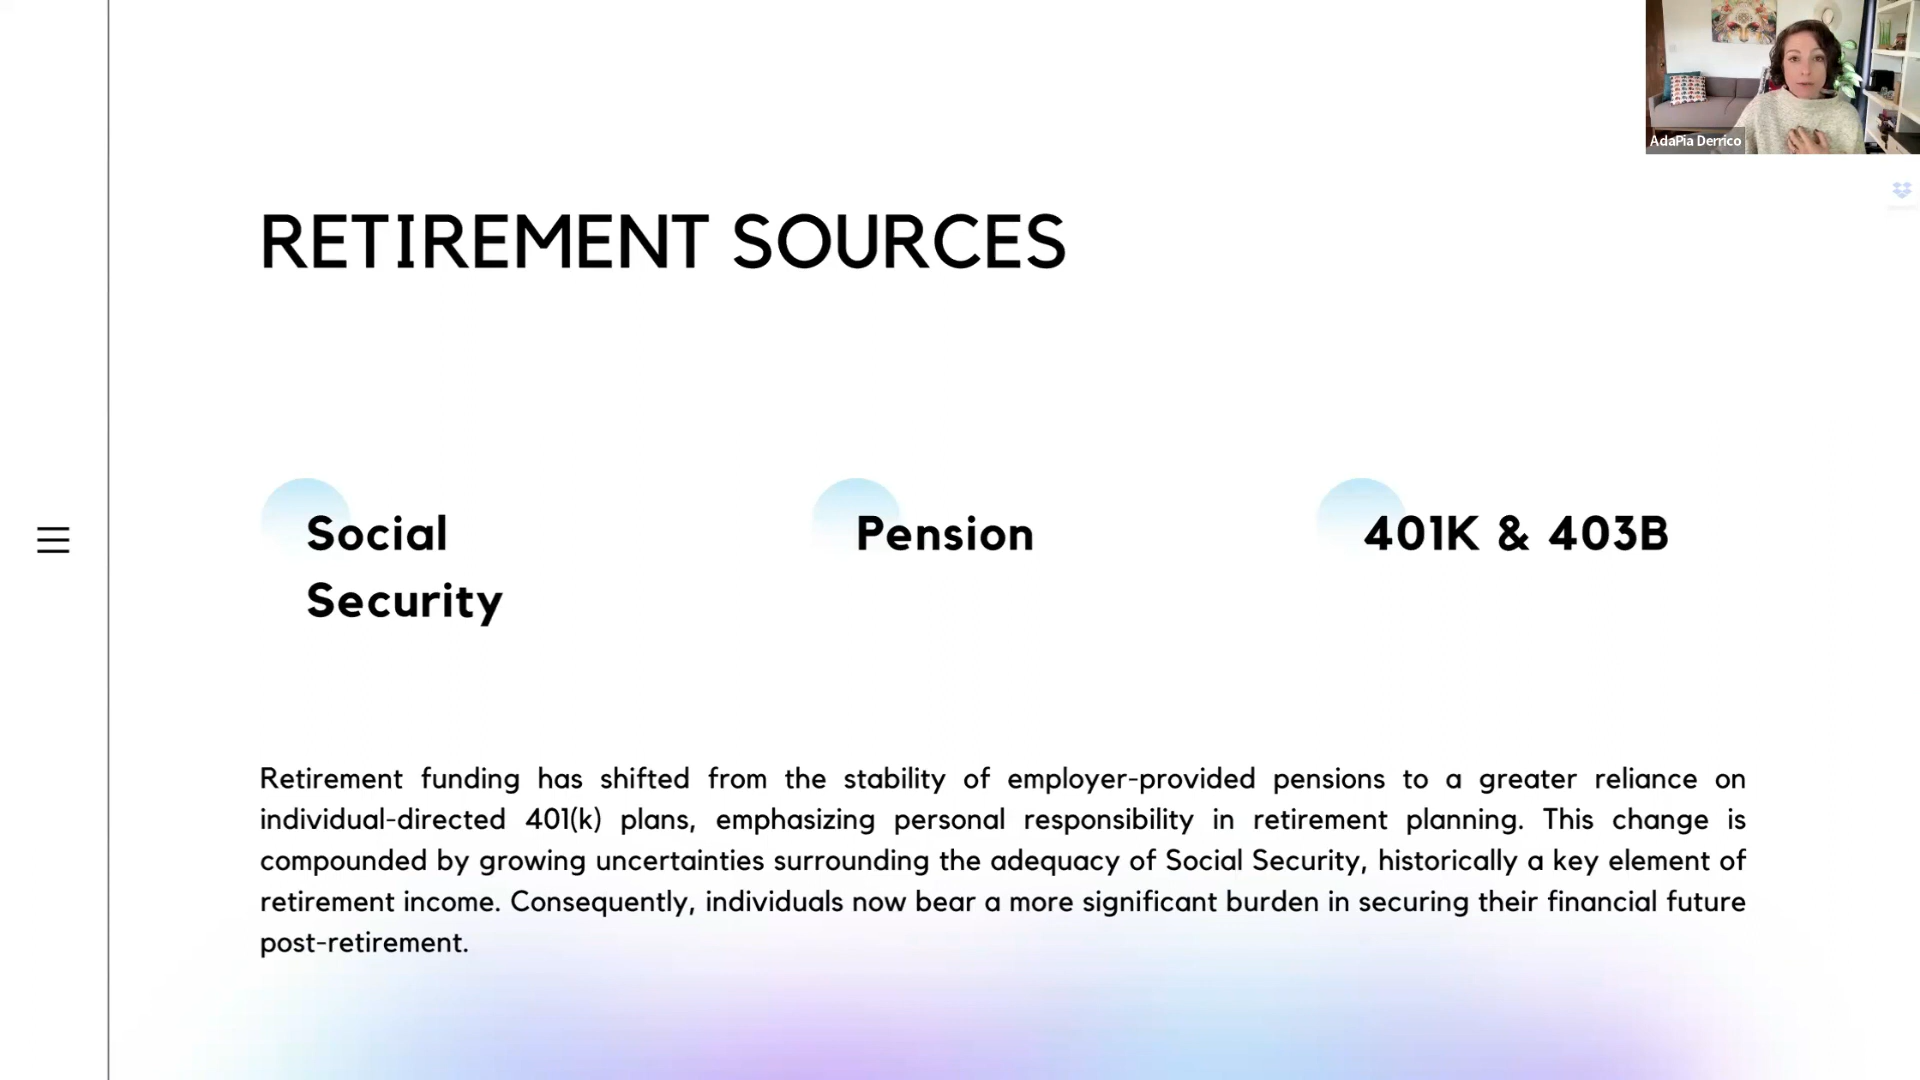 AdaPia Derrico
RETIREMENT SOURCES
Social
Security
Pension
401K & 403B
Retirement funding has shifted from the stability of employer-provided pensions to a greater reliance on
individual-directed 401(k) plans, emphasizing personal responsibility in retirement planning. This change is
compounded by growing uncertainties surrounding the adequacy of Social Security, historically a key element of
retirement income. Consequently, individuals now bear a more significant burden in securing their financial future
post-retirement.